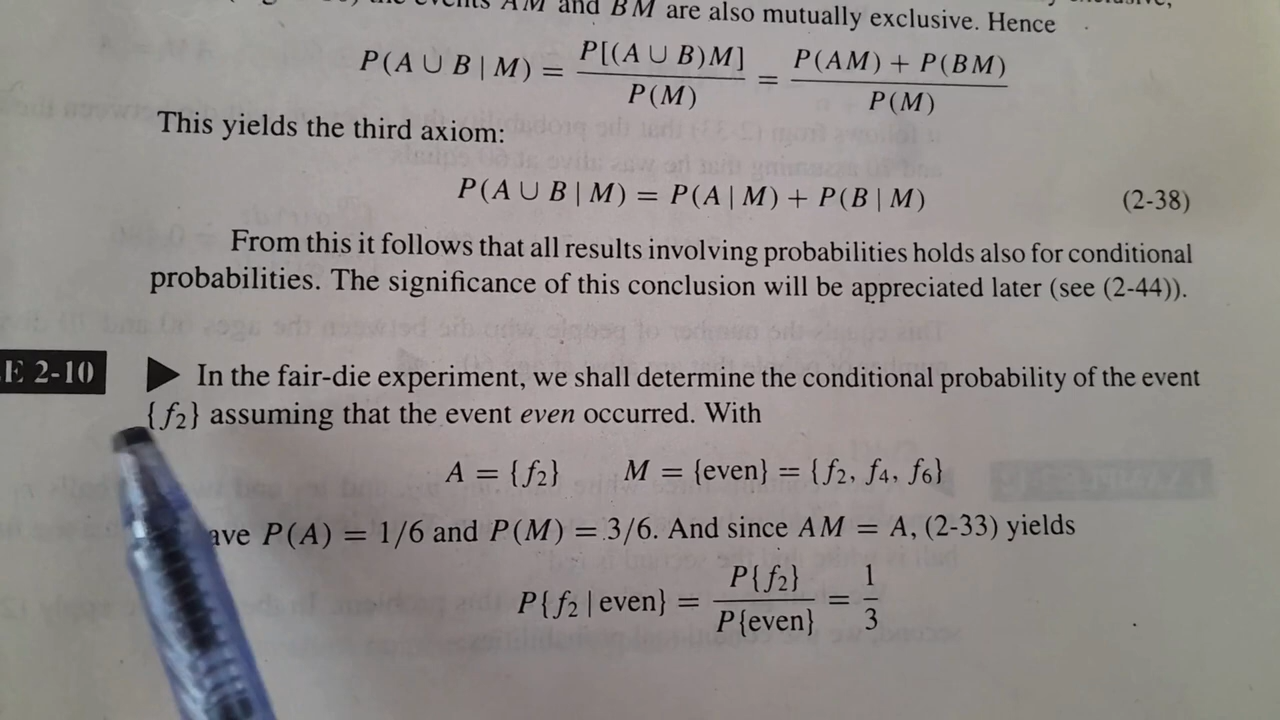 the events AM and BM are also mutually exclusive. Hence
P(A ∪ B | M) = P[(A ∪ B)M] / P(M) = P(AM) + P(BM) / P(M)
This yields the third axiom:
P(A ∪ B | M) = P(A | M) + P(B | M) (2-38)
From this it follows that all results involving probabilities holds also for conditional
probabilities. The significance of this conclusion will be appreciated later (see (2-44)).
E 2-10 ▶ In the fair-die experiment, we shall determine the conditional probability of the event
{f₂} assuming that the event even occurred. With
A = {f₂} M = {even} = {f₂, f₄, f₆}
ave P(A) = 1/6 and P(M) = 3/6. And since AM = A, (2-33) yields
P{f₂ | even} = P{f₂} / P{even} = 1/3